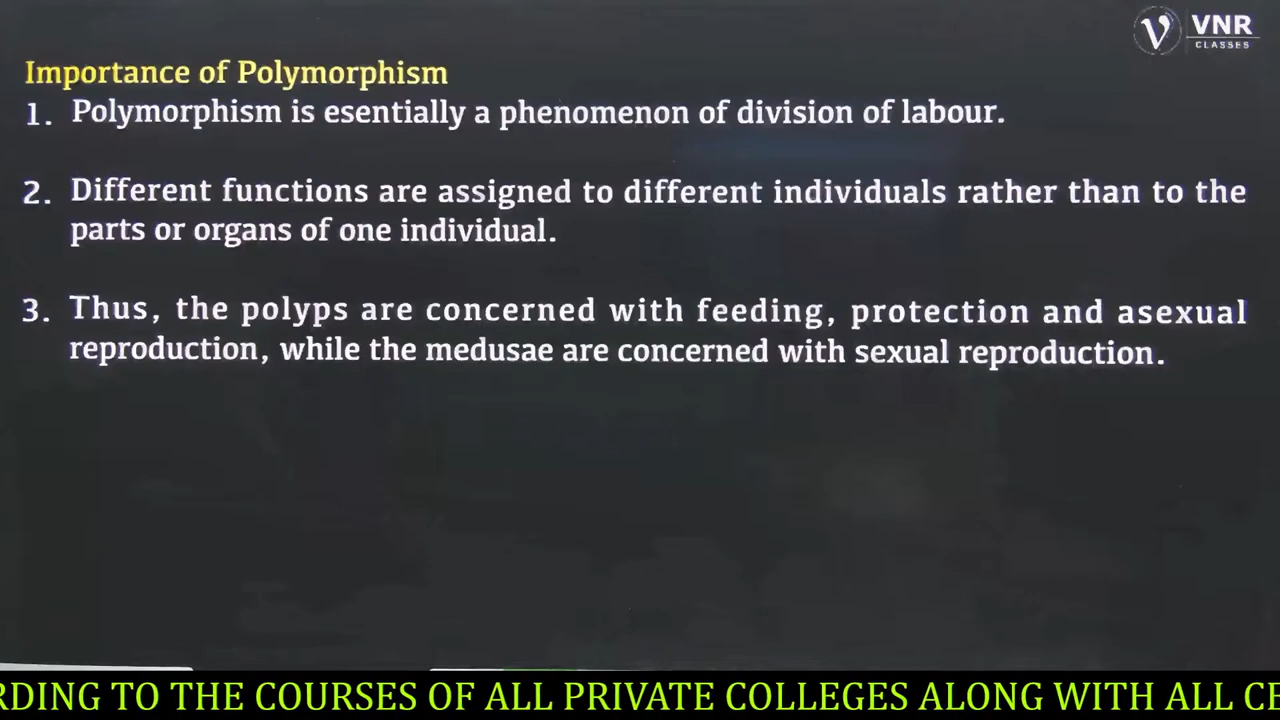 VNR
CLASSES
Importance of Polymorphism
1. Polymorphism is esentially a phenomenon of division of labour.
2. Different functions are assigned to different individuals rather than to the
parts or organs of one individual.
3. Thus, the polyps are concerned with feeding, protection and asexual
reproduction, while the medusae are concerned with sexual reproduction.
RDING TO THE COURSES OF ALL PRIVATE COLLEGES ALONG WITH ALL CE